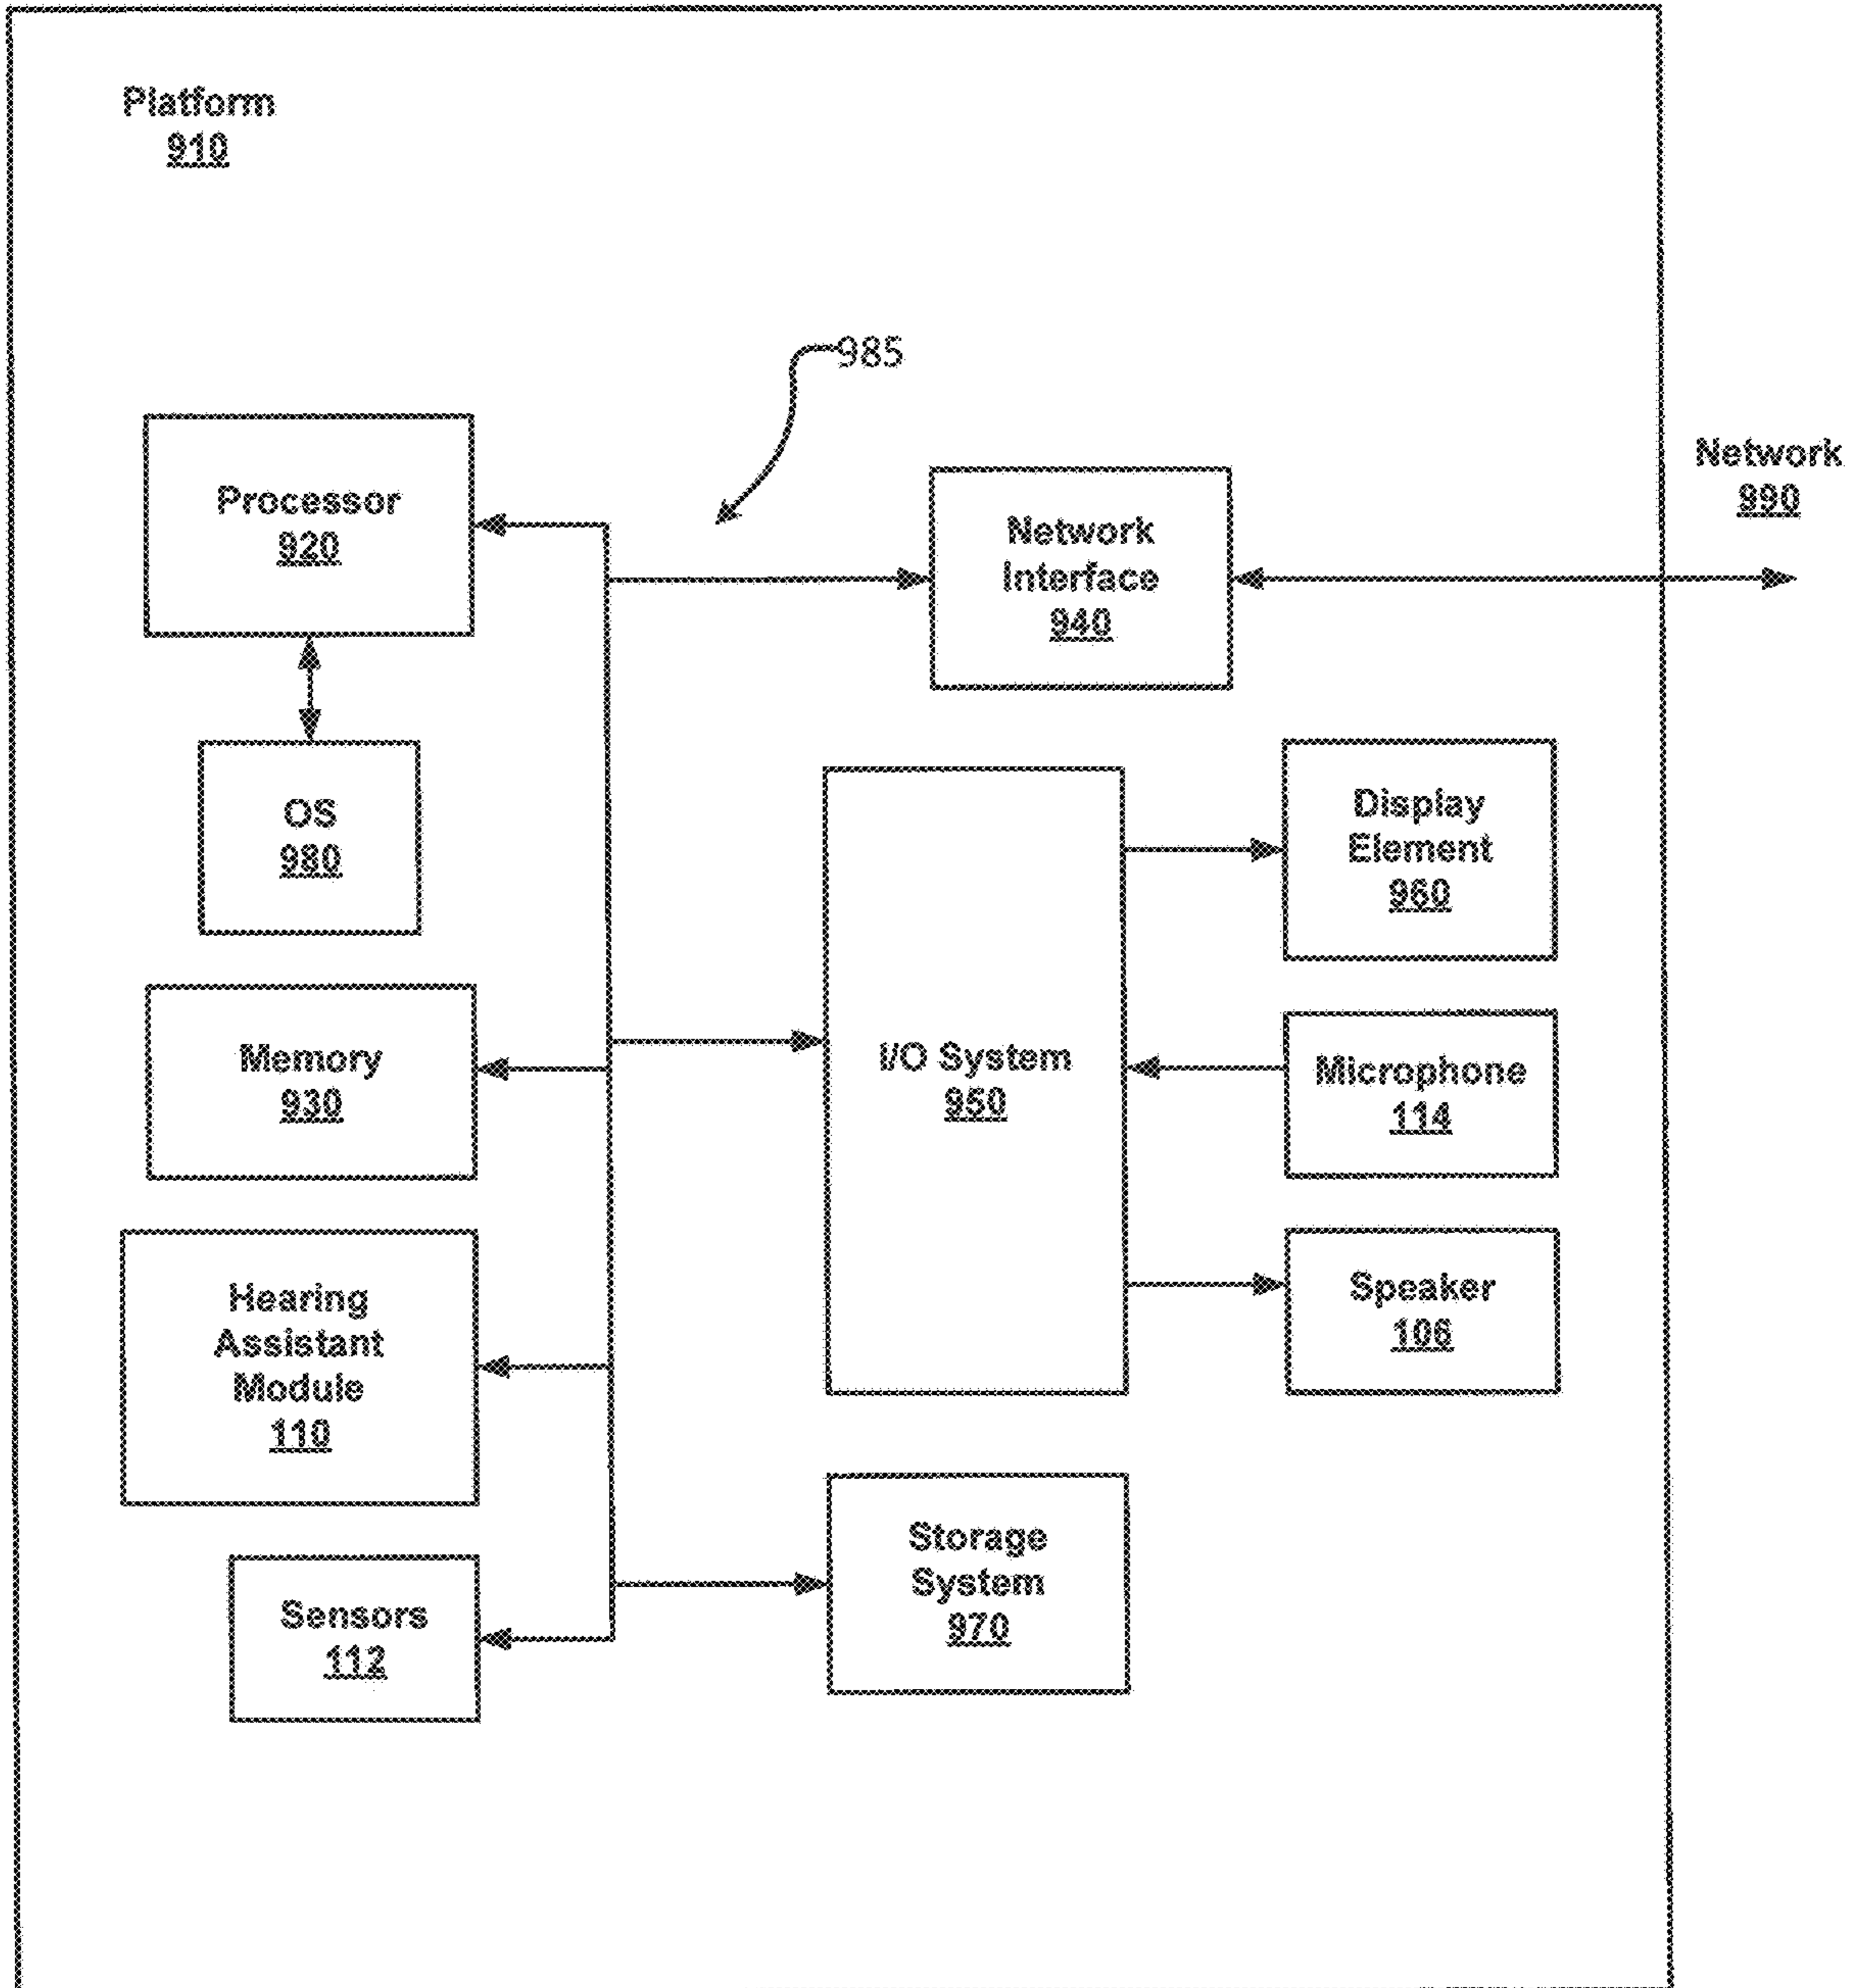 Platform
910
985
Processor
920
Network
Interface
940
Network
990
OS
980
Display
Element
960
Memory
930
I/O System
950
Microphone
114
Hearing
Assistant
Module
110
Speaker
106
Sensors
112
Storage
System
970